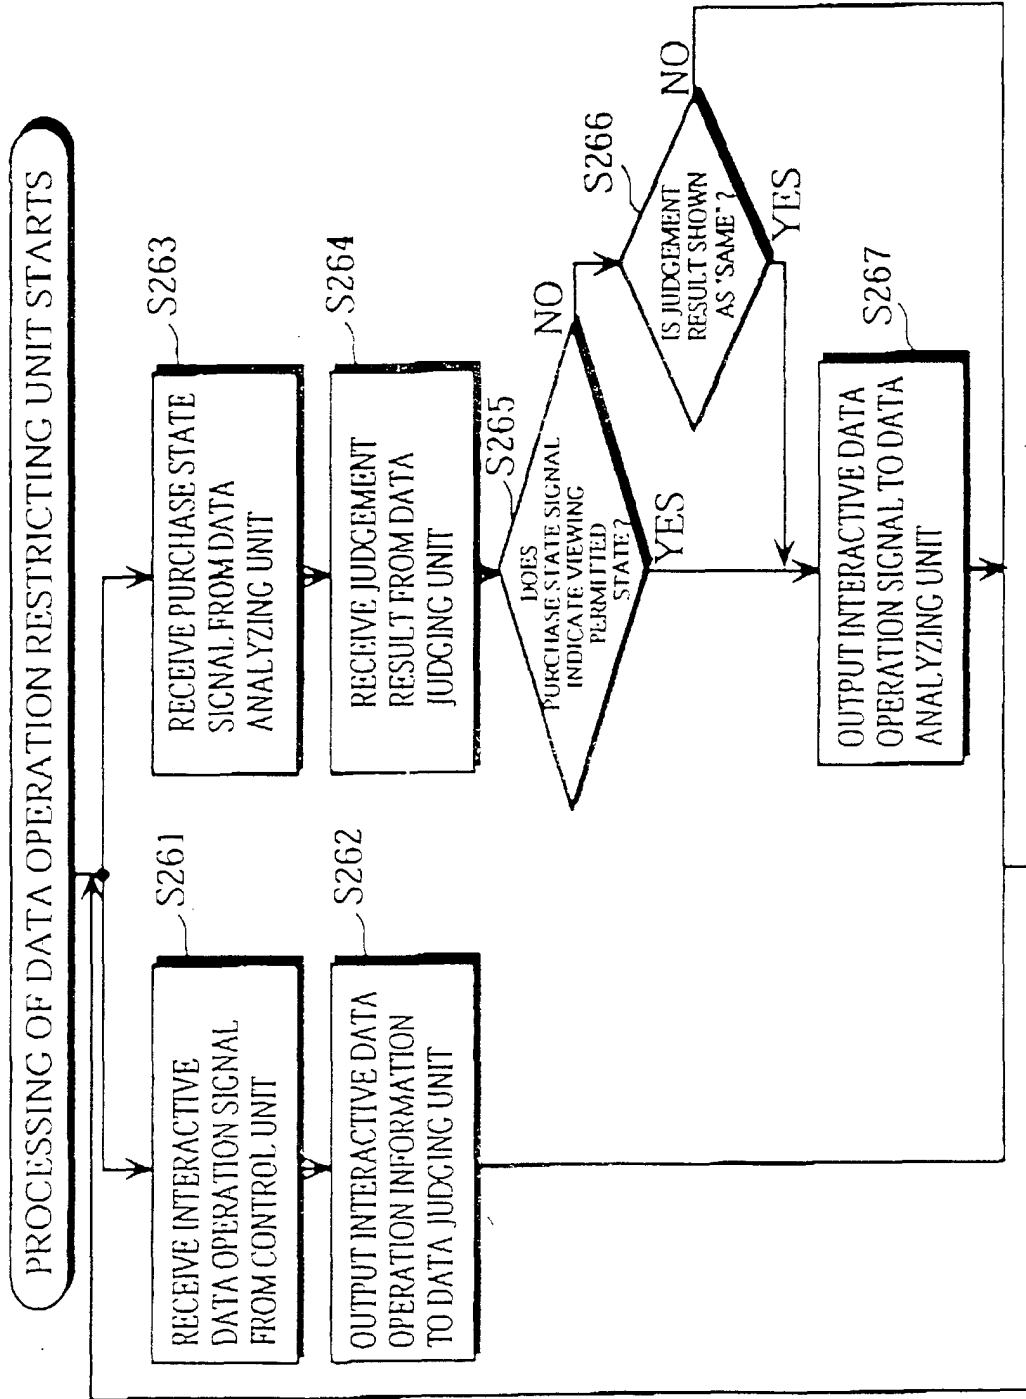 PROCESSING OF DATA OPERATION RESTRICTING UNIT STARTS
S261
RECEIVE INTERACTIVE
DATA OPERATION SIGNAL
FROM CONTROL UNIT
S262
OUTPUT INTERACTIVE DATA
OPERATION INFORMATION
TO DATA JUDGING UNIT
S263
RECEIVE PURCHASE STATE
SIGNAL FROM DATA
ANALYZING UNIT
S264
RECEIVE JUDGEMENT
RESULT FROM DATA
JUDGING UNIT
S265
DOES
PURCHASE STATE SIGNAL
INDICATE VIEWING
PERMITTED
STATE ?
NO
YES
S266
IS JUDGEMENT
RESULT SHOWN
AS "SAME" ?
NO
YES
S267
OUTPUT INTERACTIVE DATA
OPERATION SIGNAL TO DATA
ANALYZING UNIT